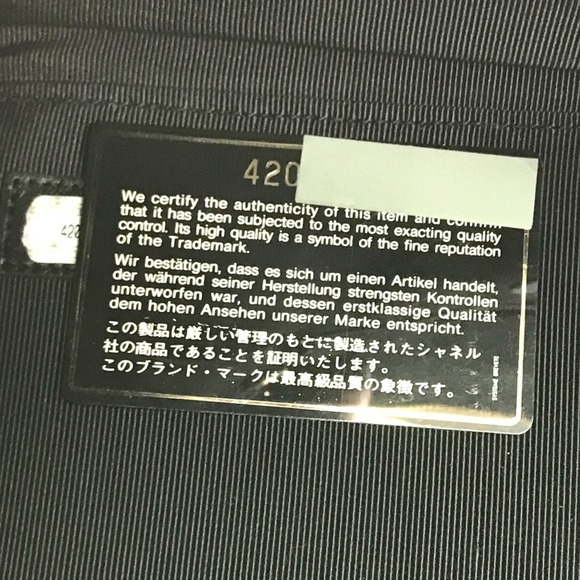 420
We certify the authenticity of this item and confirm
that it has been subjected to the most exacting quality
control. Its high quality is a symbol of the fine reputation
of the Trademark.
Wir bestätigen, dass es sich um einen Artikel handelt,
der während seiner Herstellung strengsten Kontrollen
unterworfen war, und dessen erstklassige Qualität
dem hohen Ansehen unserer Marke entspricht.
この製品は厳しい管理のもとに製造されたシャネル
社の商品であることを証明いたします。
このブランド・マークは最高級品質の象徴です。
420